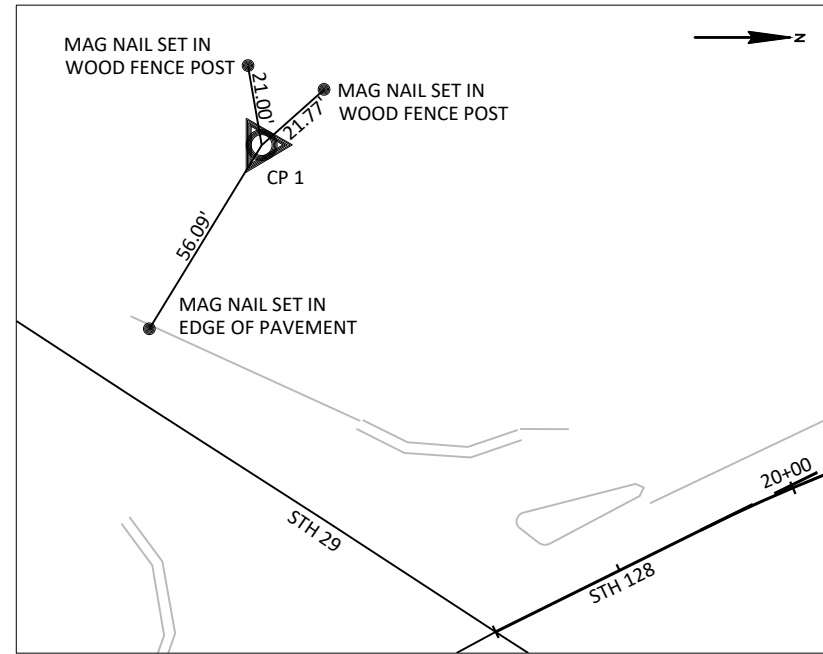 MAG NAIL SET IN
WOOD FENCE POST
N
21.00'
MAG NAIL SET IN
WOOD FENCE POST
21.77'
CP 1
56.09'
MAG NAIL SET IN
EDGE OF PAVEMENT
20+00
STH 29
STH 128